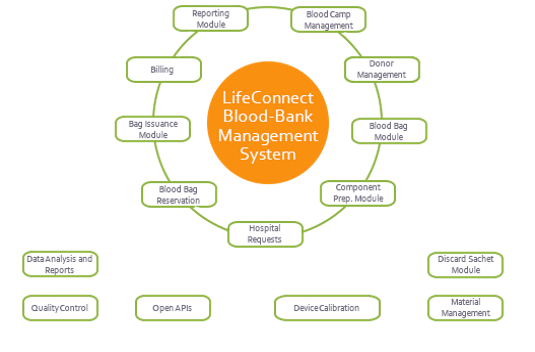 Reporting
Module
Blood Camp
Management
Billing
Donor
Management
LifeConnect
Blood-Bank
Management
System
Bag Issuance
Module
Blood Bag
Module
Blood Bag
Reservation
Component
Prep. Module
Hospital
Requests
Data Analysis and
Reports
Discard Sachet
Module
Quality Control
Open APIs
Device Calibration
Material
Management